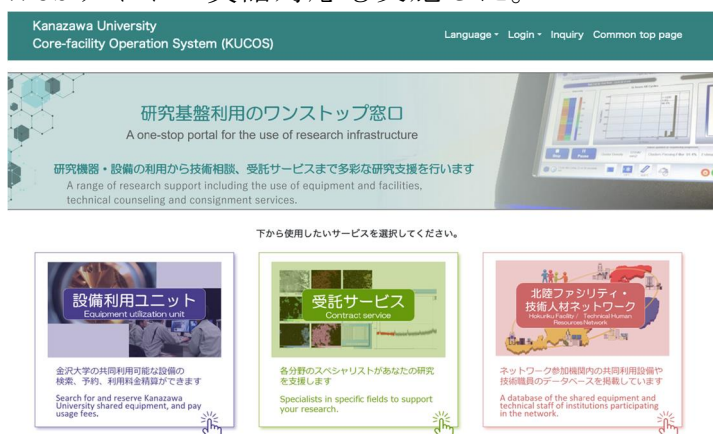 Kanazawa University
Core-facility Operation System (KUCOS)
Language
Login
Inquiry
Common top page
研究基盤利用のワンストップ窓口
A one-stop portal for the use of research infrastructure
研究機器・設備の利用から技術相談、受託サービスまで多彩な研究支援を行います
A range of research support including the use of equipment and facilities,
technical counseling and consignment services.
下から使用したいサービスを選択してください。
設備利用ユニット
Equipment utilization unit
金沢大学の共同利用可能な設備の
検索、予約、利用料金精算ができます
Search for and reserve Kanazawa
University shared equipment, and pay
usage fees.
受託サービス
Contract service
各分野のスペシャリストがあなたの研究
を支援します
Specialists in specific fields to support
your research.
北陸ファシリティ・
技術人材ネットワーク
Hokuriku Facility / Technical Human
Resources Network
ネットワーク参加機関内の共同利用設備や
技術職員のデータベースを掲載しています
A database of the shared equipment and
technical staff of institutions participating
in the network.